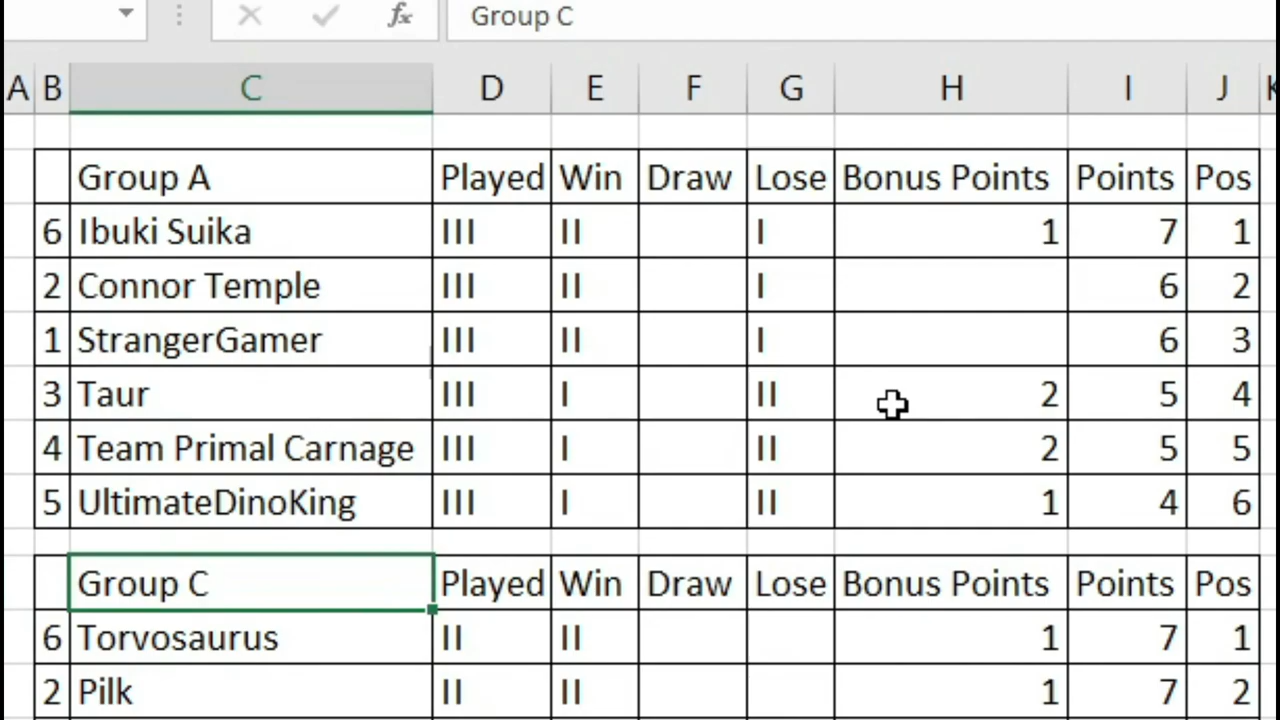 fx Group C
A B C D E F G H I J K
Group A Played Win Draw Lose Bonus Points Points Pos
6 Ibuki Suika III II I 1 7 1
2 Connor Temple III II I 6 2
1 StrangerGamer III II I 6 3
3 Taur III I II 2 5 4
4 Team Primal Carnage III I II 2 5 5
5 UltimateDinoKing III I II 1 4 6
Group C Played Win Draw Lose Bonus Points Points Pos
6 Torvosaurus II II 1 7 1
2 Pilk II II 1 7 2